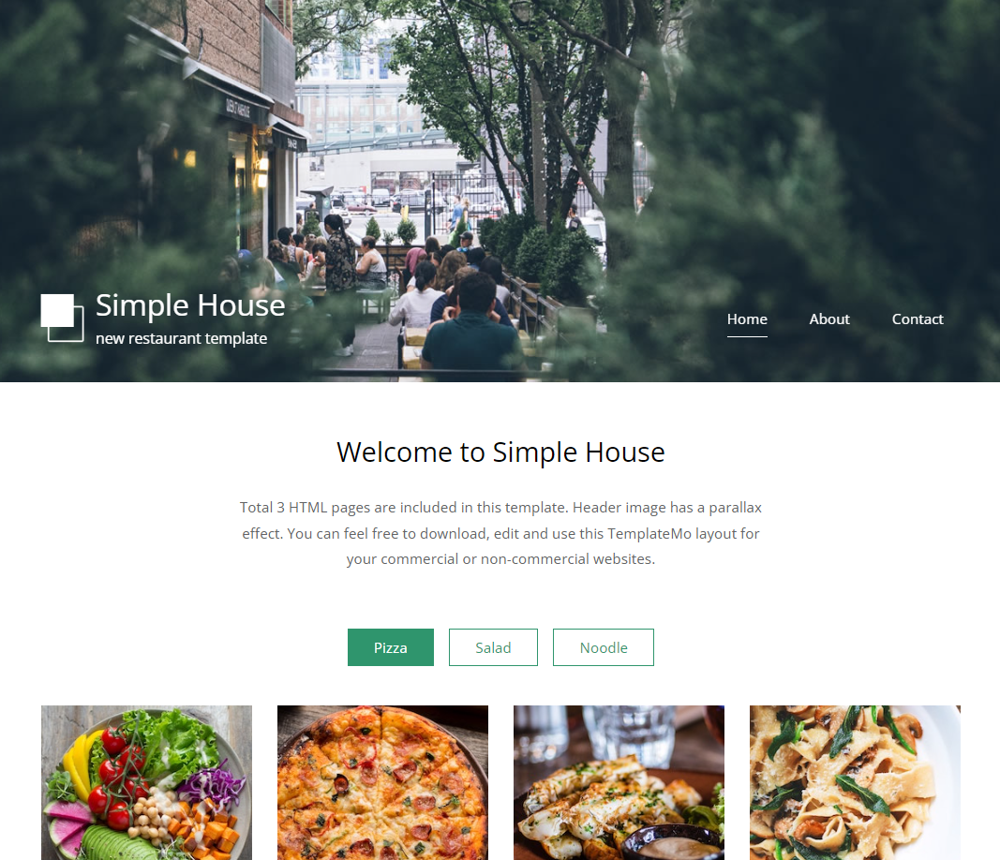 Simple House
new restaurant template
Home About Contact
Welcome to Simple House
Total 3 HTML pages are included in this template. Header image has a parallax
effect. You can feel free to download, edit and use this TemplateMo layout for
your commercial or non-commercial websites.
Pizza Salad Noodle